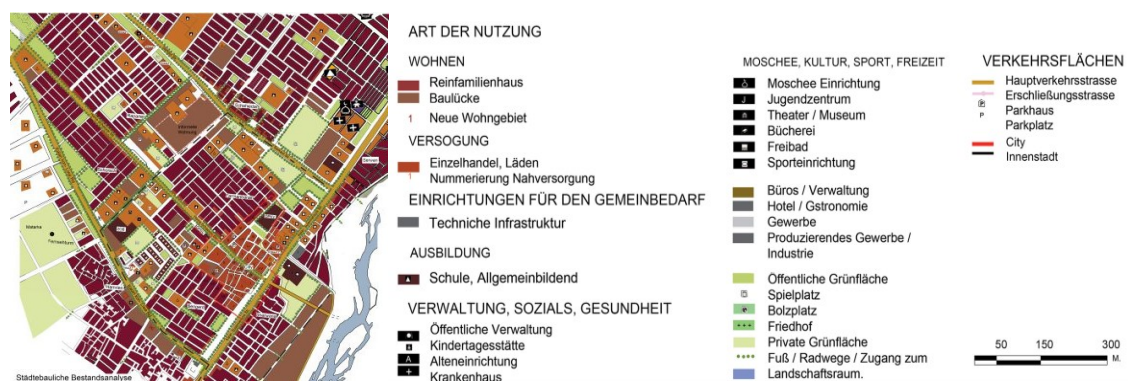 Städtebauliche Bestandsanalyse
ART DER NUTZUNG
WOHNEN
Reinfamilienhaus
Baulücke
1 Neue Wohngebiet
VERSOGUNG
Einzelhandel, Läden
1 Nummerierung Nahversorgung
EINRICHTUNGEN FÜR DEN GEMEINBEDARF
Techniche Infrastruktur
AUSBILDUNG
Schule, Allgemeinbildend
VERWALTUNG, SOZIALS, GESUNDHEIT
Öffentliche Verwaltung
Kindertagesstätte
A Alteneinrichtung
Krankenhaus
MOSCHEE, KULTUR, SPORT, FREIZEIT
Moschee Einrichtung
J Jugendzentrum
Theater / Museum
Bücherei
Freibad
Sporteinrichtung
Büros / Verwaltung
Hotel / Gstronomie
Gewerbe
Produzierendes Gewerbe /
Industrie
Öffentliche Grünfläche
Spielplatz
Bolzplatz
Friedhof
Private Grünfläche
Fuß / Radwege / Zugang zum
Landschaftsraum.
VERKEHRSFLÄCHEN
Hauptverkehrsstrasse
Erschließungsstrasse
P Parkhaus
P Parkplatz
City
Innenstadt
50 150 300
M.